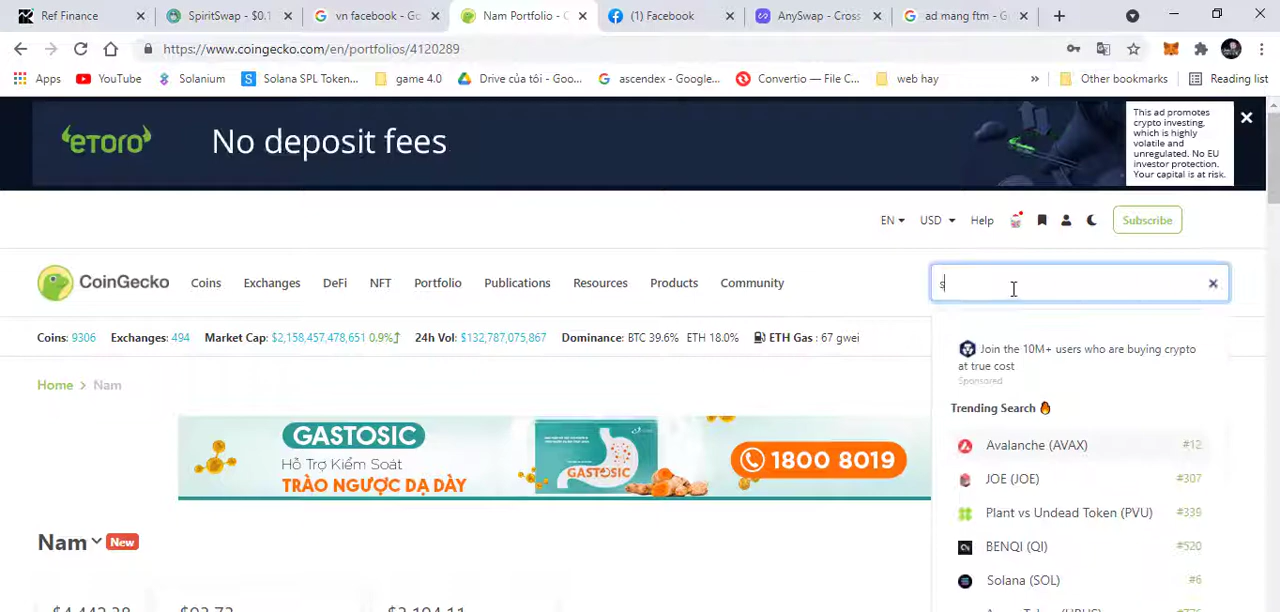 Ref Finance
SpiritSwap - $0.1
vn facebook - Go
Nam Portfolio - C
(1) Facebook
AnySwap - Cross
ad mang ftm - G
https://www.coingecko.com/en/portfolios/4120289
Apps
YouTube
Solanium
Solana SPL Token...
game 4.0
Drive của tôi - Goo...
ascendex - Google...
Convertio — File C...
web hay
»
Other bookmarks
Reading list
eTORO
No deposit fees
This ad promotes
crypto investing,
which is highly
volatile and
unregulated. No EU
investor protection.
Your capital is at risk.
EN
USD
Help
Subscribe
CoinGecko
Coins
Exchanges
DeFi
NFT
Portfolio
Publications
Resources
Products
Community
s
Coins: 9306
Exchanges: 494
Market Cap: $2,158,457,478,651 0.9%
24h Vol: $132,787,075,867
Dominance: BTC 39.6% ETH 18.0%
ETH Gas : 67 gwei
Join the 10M+ users who are buying crypto
at true cost
Sponsored
Home > Nam
Trending Search
GASTOSIC
Hỗ Trợ Kiểm Soát
TRÀO NGƯỢC DẠ DÀY
GASTOSIC
1800 8019
Avalanche (AVAX) #12
JOE (JOE) #307
Plant vs Undead Token (PVU) #339
BENQI (QI) #520
Solana (SOL) #6
Nam
New